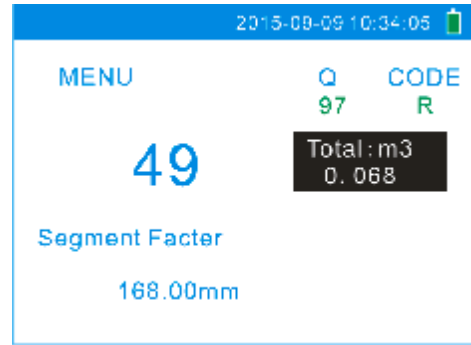 2015-09-09 10:34:05
MENU Q CODE
97 R
49
Total:m3
0.068
Segment Facter
168.00mm